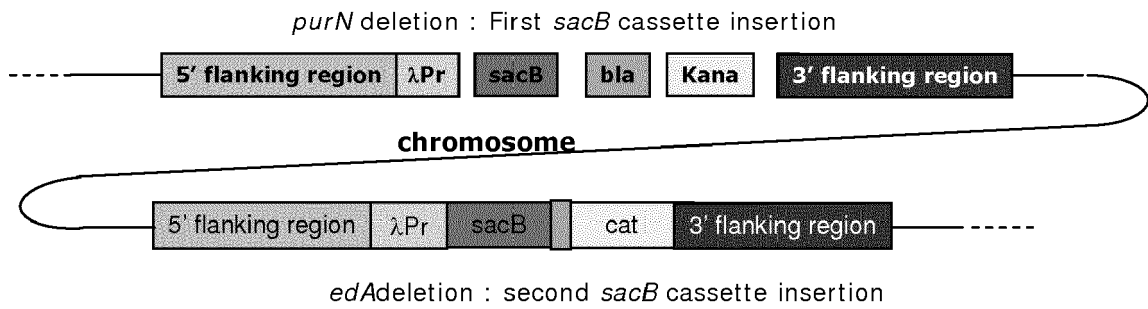 purN deletion : First sacB cassette insertion
5' flanking region λPr sacB bla Kana 3' flanking region
chromosome
5' flanking region λPr sacB cat 3' flanking region
edAdeletion : second sacB cassette insertion